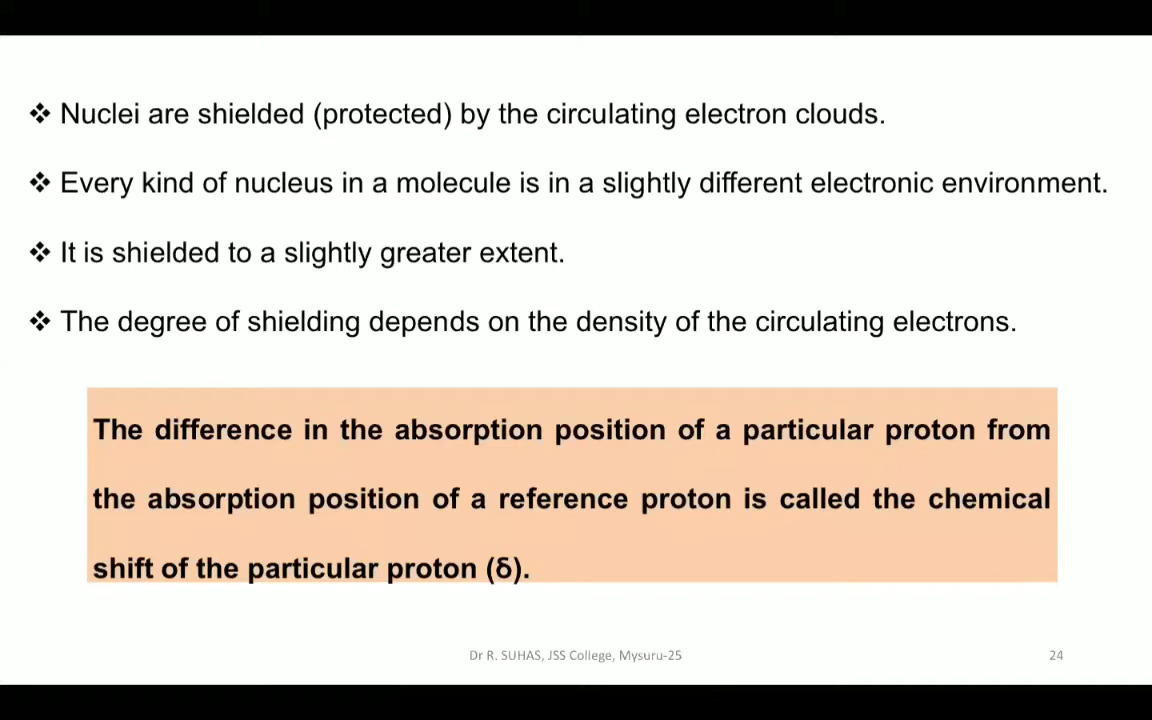 ❖ Nuclei are shielded (protected) by the circulating electron clouds.
❖ Every kind of nucleus in a molecule is in a slightly different electronic environment.
❖ It is shielded to a slightly greater extent.
❖ The degree of shielding depends on the density of the circulating electrons.
The difference in the absorption position of a particular proton from
the absorption position of a reference proton is called the chemical
shift of the particular proton (δ).
Dr R. SUHAS, JSS College, Mysuru-25
24